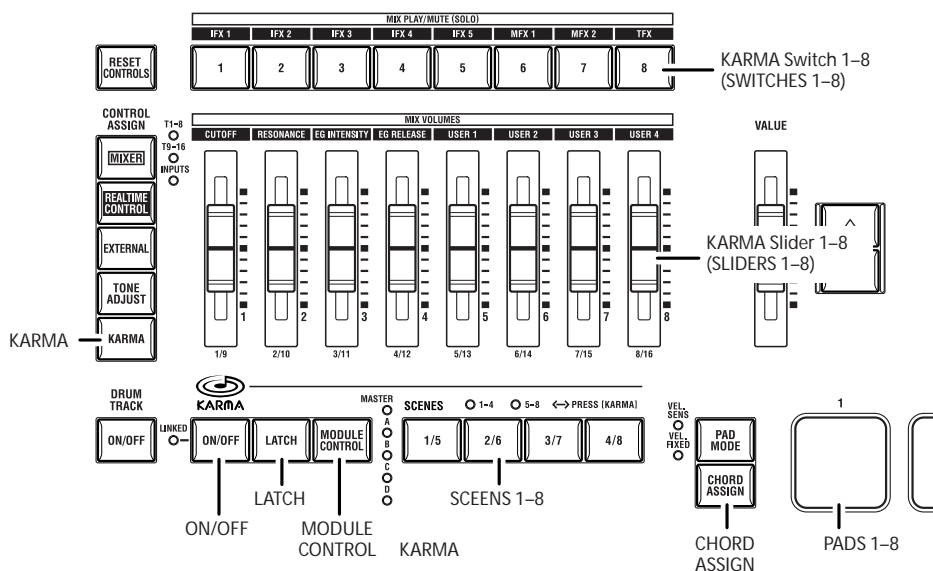 MIX PLAY/MUTE (SOLO)
IFX 1 IFX 2 IFX 3 IFX 4 IFX 5 MFX 1 MFX 2 TFX
RESET CONTROLS
1 2 3 4 5 6 7 8
KARMA Switch 1–8
(SWITCHES 1–8)
CONTROL ASSIGN
T1–8
T9–16
INPUTS
MIX VOLUMES
CUTOFF RESONANCE EG INTENSITY EG RELEASE USER 1 USER 2 USER 3 USER 4
VALUE
MIXER
REALTIME CONTROL
EXTERNAL
TONE ADJUST
KARMA
KARMA
KARMA Slider 1–8
(SLIDERS 1–8)
1 2 3 4 5 6 7 8
1/9 2/10 3/11 4/12 5/13 6/14 7/15 8/16
DRUM TRACK
KARMA
MASTER
A
B
C
D
SCENES 1–4 5–8 <–> PRESS [KARMA]
ON/OFF
LINKED
ON/OFF
LATCH
MODULE CONTROL
1/5 2/6 3/7 4/8
VEL. SENS
VEL. FIXED
PAD MODE
CHORD ASSIGN
1
LATCH
SCEENS 1–8
ON/OFF
MODULE CONTROL
KARMA
CHORD ASSIGN
PADS 1–8